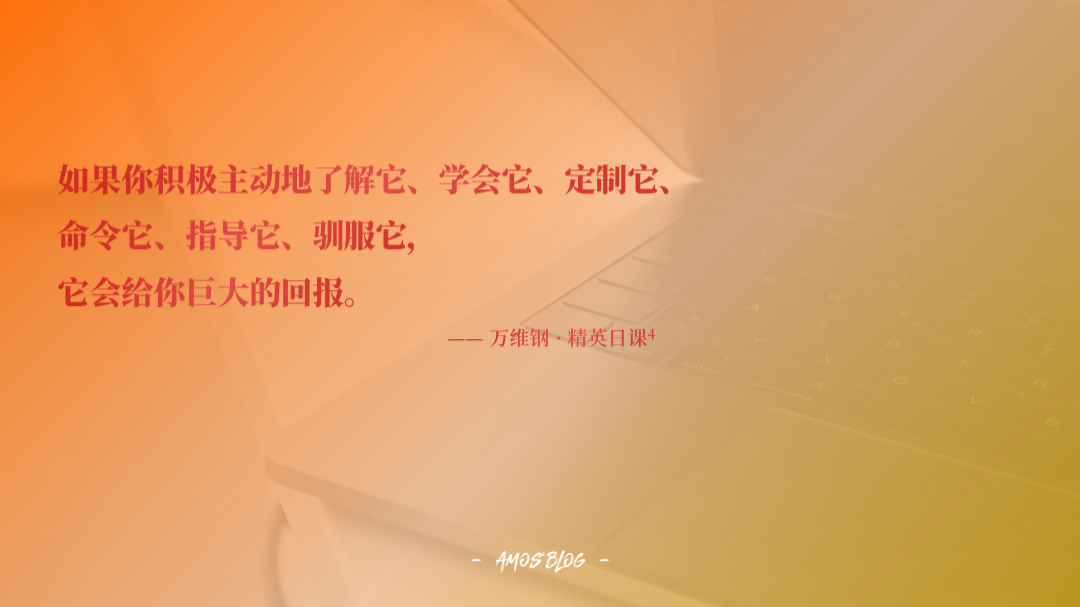 如果你积极主动地了解它、学会它、定制它、
命令它、指导它、驯服它,
它会给你巨大的回报。
—— 万维钢 · 精英日课⁴
- AMOS'BLOG -
option
command